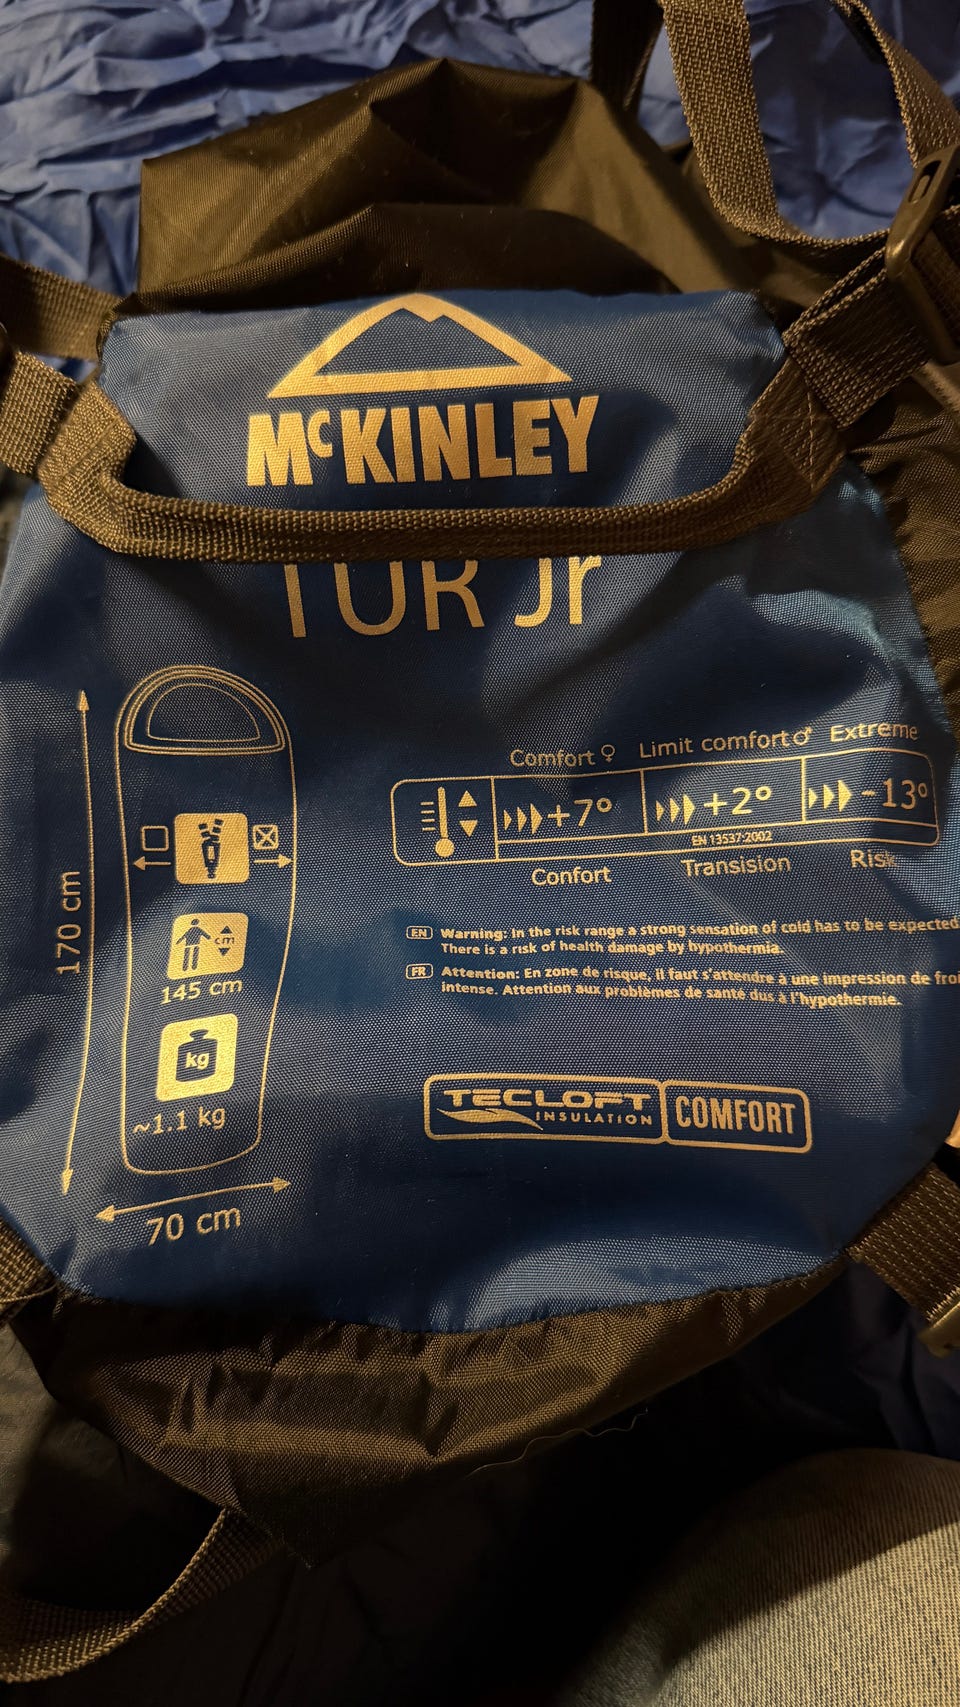 McKINLEY
TUR Jr
Comfort♀ Limit comfort♂ Extreme
+7° +2° -13°
EN 13537-2002
Confort Transision Risk
170 cm
cm
145 cm
kg
~1.1 kg
70 cm
EN Warning: In the risk range a strong sensation of cold has to be expected
There is a risk of health damage by hypothermia.
FR Attention: En zone de risque, il faut s'attendre à une impression de froi
intense. Attention aux problèmes de santé dus à l'hypothermie.
TECLOFT
INSULATION
COMFORT